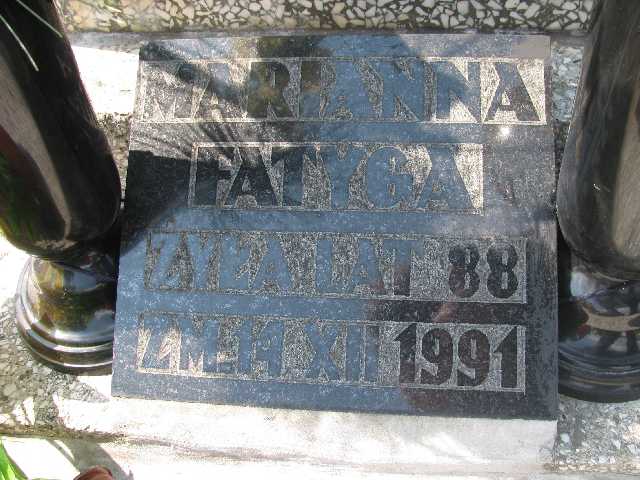 MARIANNA
FATYGA
ŻYŁA LAT 88
ZM. 14 XII 1991